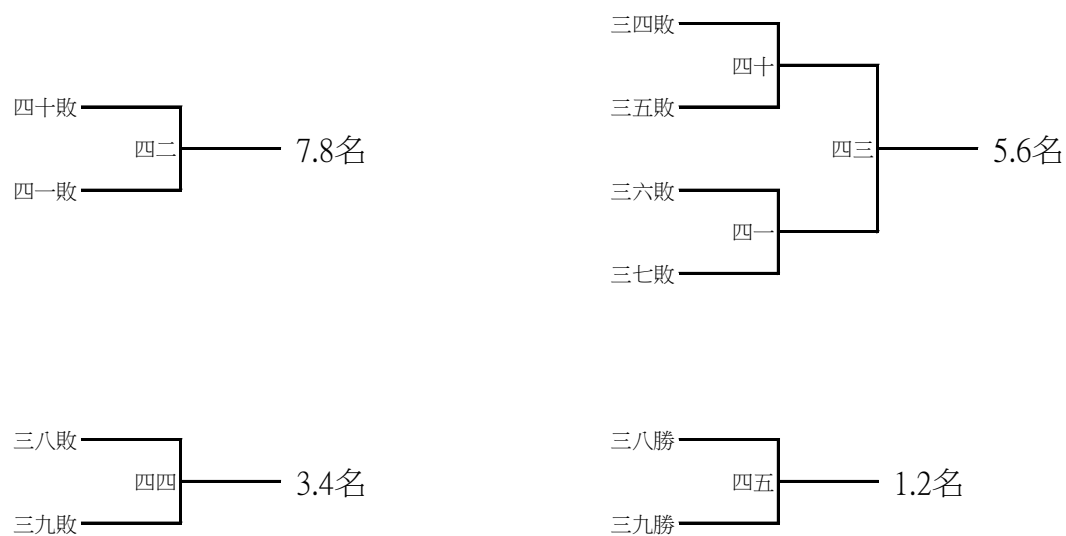 四十敗
四二
7.8名
四一敗
三四敗
四十
三五敗
四三
5.6名
三六敗
四一
三七敗
三八敗
四四
3.4名
三九敗
三八勝
四五
1.2名
三九勝